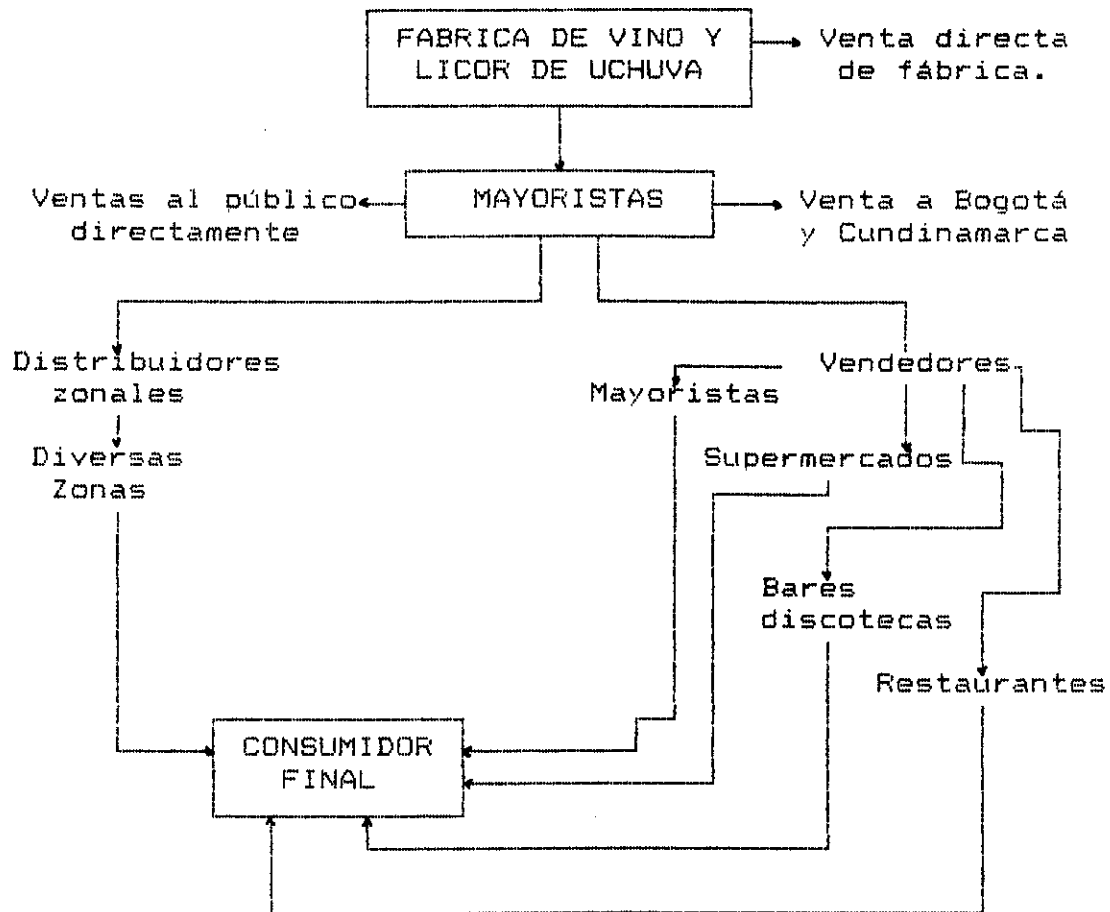 FABRICA DE VINO Y
LICOR DE UCHUVA
Venta directa
de fábrica.
Ventas al público
directamente
MAYORISTAS
Venta a Bogotá
y Cundinamarca
Distribuidores
zonales
Diversas
Zonas
Vendedores
Mayoristas
Supermercados
Bares
discotecas
Restaurantes
CONSUMIDOR
FINAL